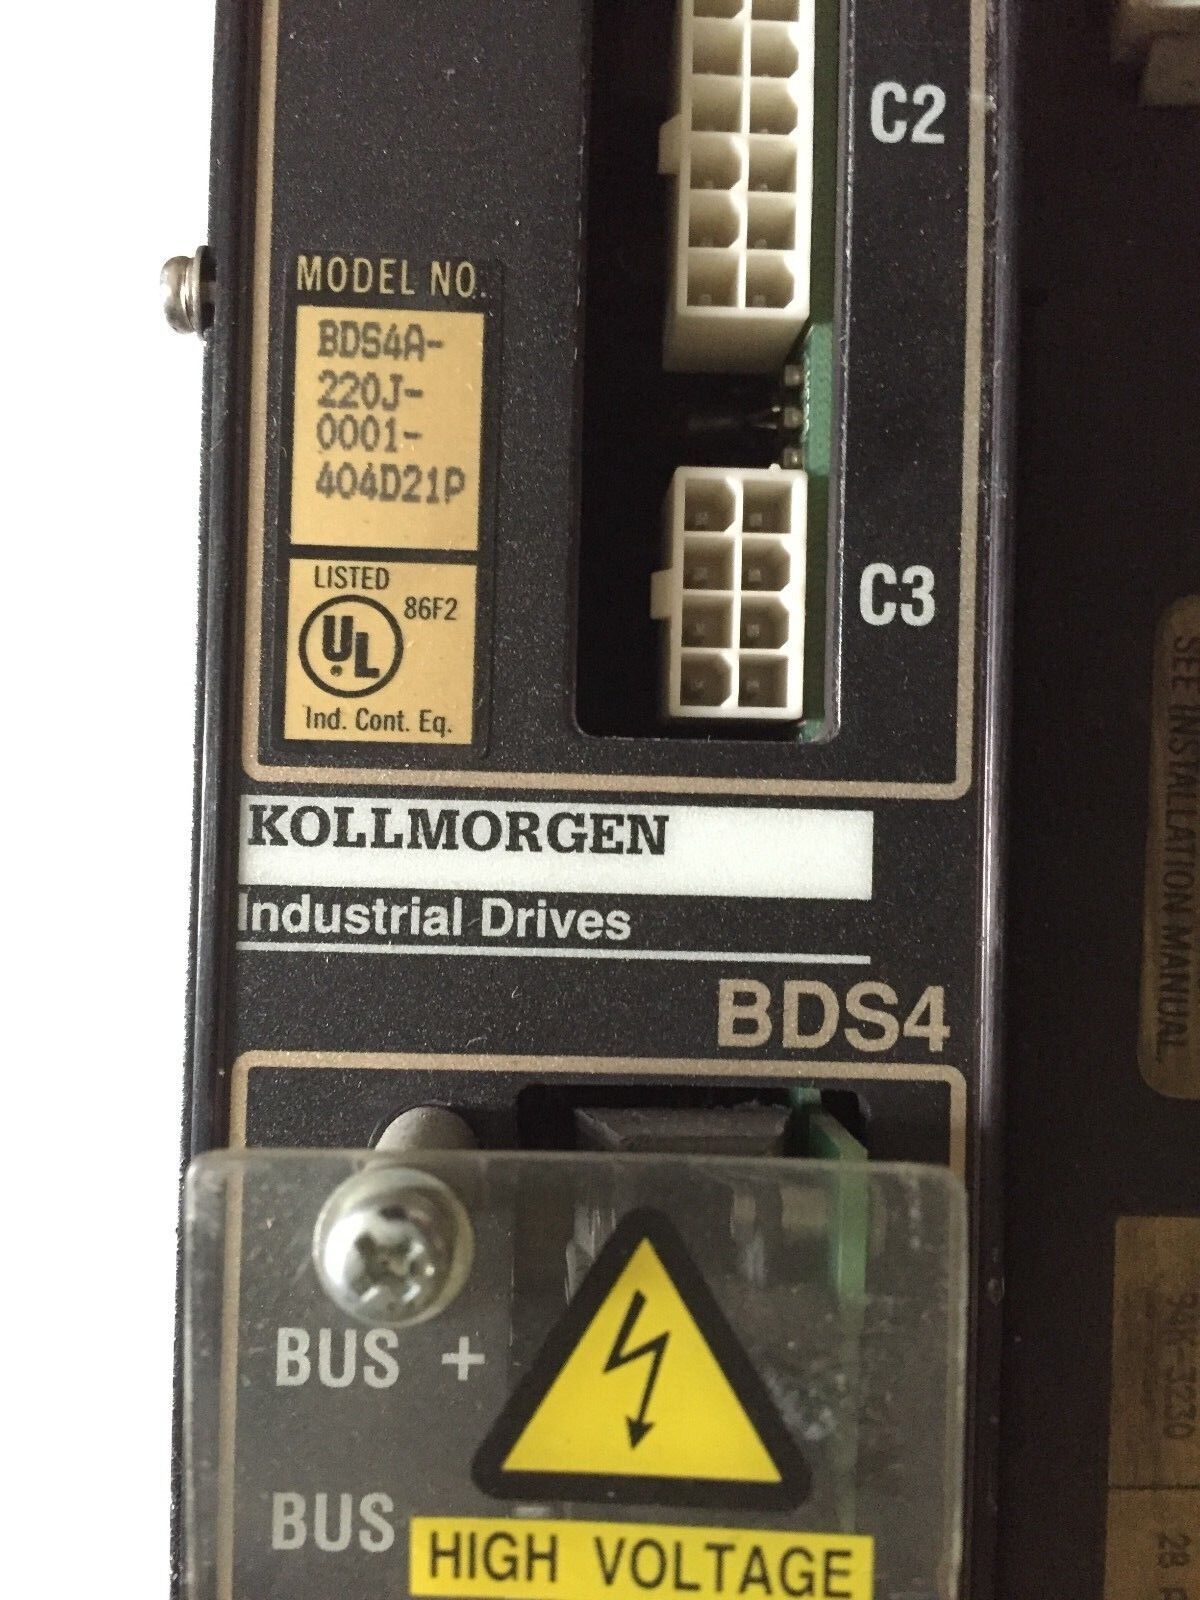 C2
MODEL NO.
BDS4A-
220J-
0001-
404D21P
LISTED
86F2
UL
Ind. Cont. Eq.
C3
KOLLMORGEN
Industrial Drives
BDS4
BUS +
BUS
HIGH VOLTAGE
SEE INSTALLATION MANUAL.